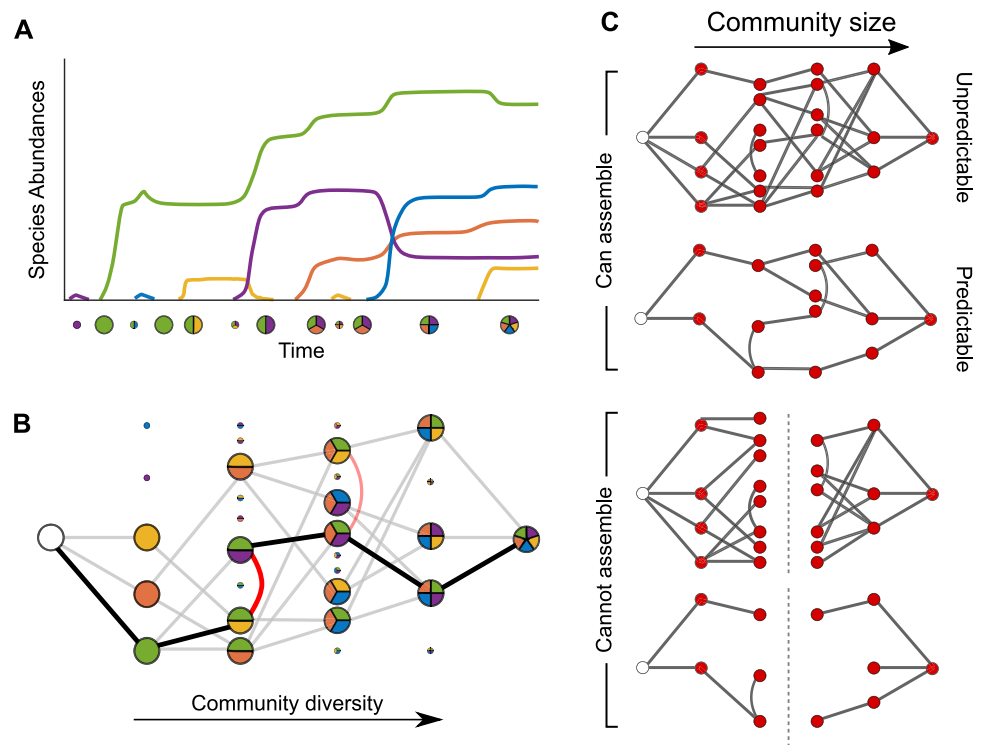 A
Species Abundances
Time
B
Community diversity
C
Community size
Can assemble
Unpredictable
Predictable
Cannot assemble